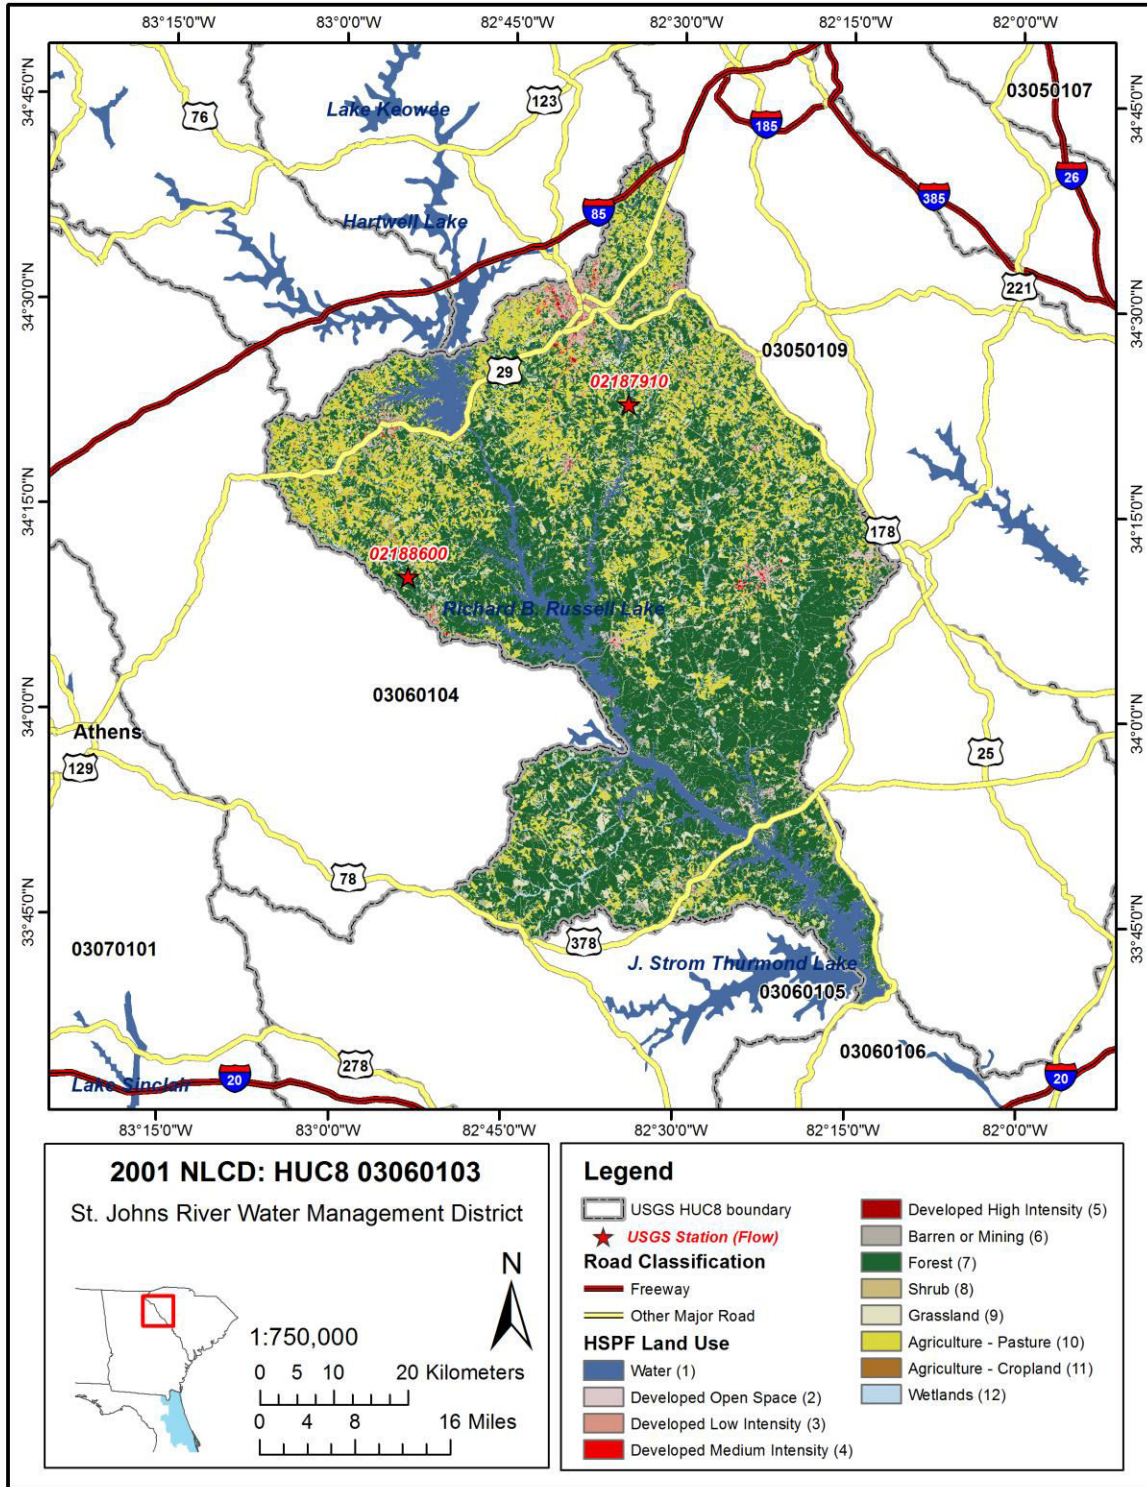 83°15'0"W
83°0'0"W
82°45'0"W
82°30'0"W
82°15'0"W
82°0'0"W
34°45'0"N
34°45'0"N
34°30'0"N
34°30'0"N
34°15'0"N
34°15'0"N
34°0'0"N
34°0'0"N
33°45'0"N
33°45'0"N
03050107
Lake Keowee
123
76
185
26
385
Hartwell Lake
85
221
03050109
29
02187910
178
02188600
Richard B. Russell Lake
03060104
Athens
129
25
78
378
03070101
J. Strom Thurmond Lake
03060105
03060106
278
Lake Sinclair
20
20
83°15'0"W
83°0'0"W
82°45'0"W
82°30'0"W
82°15'0"W
82°0'0"W
2001 NLCD: HUC8 03060103
St. Johns River Water Management District
N
1:750,000
0 5 10 20 Kilometers
0 4 8 16 Miles
Legend
USGS HUC8 boundary
USGS Station (Flow)
Road Classification
Freeway
Other Major Road
HSPF Land Use
Water (1)
Developed Open Space (2)
Developed Low Intensity (3)
Developed Medium Intensity (4)
Developed High Intensity (5)
Barren or Mining (6)
Forest (7)
Shrub (8)
Grassland (9)
Agriculture - Pasture (10)
Agriculture - Cropland (11)
Wetlands (12)